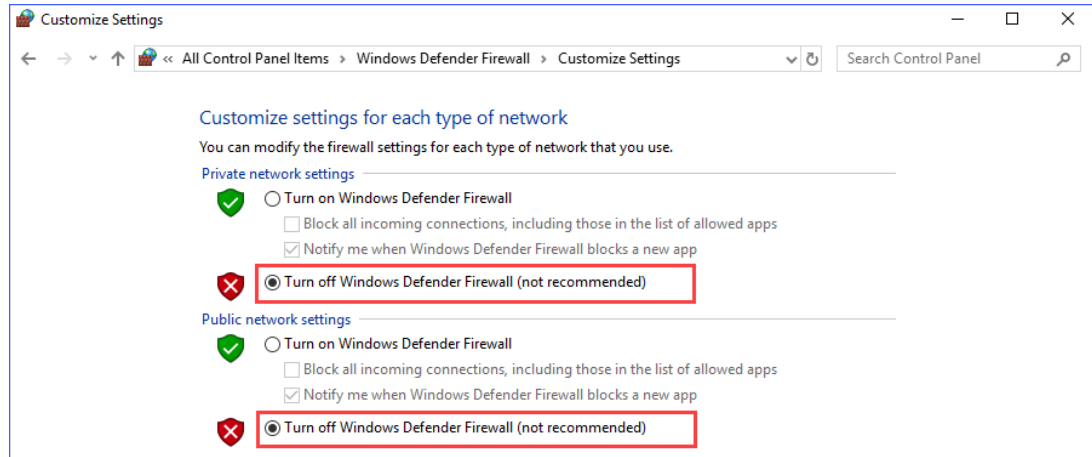 Customize Settings
« All Control Panel Items > Windows Defender Firewall > Customize Settings
Search Control Panel
Customize settings for each type of network
You can modify the firewall settings for each type of network that you use.
Private network settings
Turn on Windows Defender Firewall
Block all incoming connections, including those in the list of allowed apps
Notify me when Windows Defender Firewall blocks a new app
Turn off Windows Defender Firewall (not recommended)
Public network settings
Turn on Windows Defender Firewall
Block all incoming connections, including those in the list of allowed apps
Notify me when Windows Defender Firewall blocks a new app
Turn off Windows Defender Firewall (not recommended)